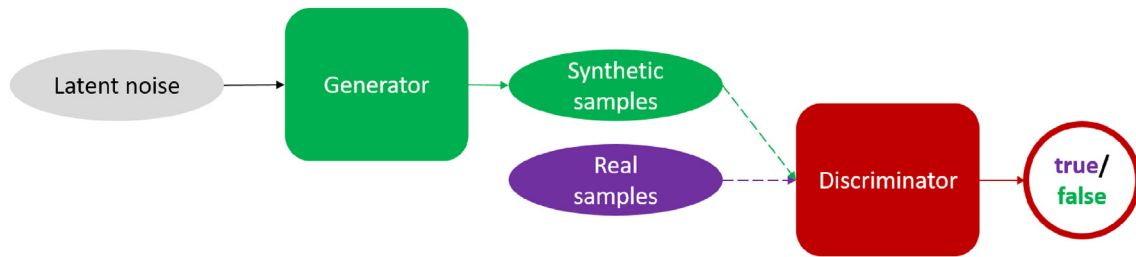 Latent noise
Generator
Synthetic
samples
Real
samples
Discriminator
true/
false